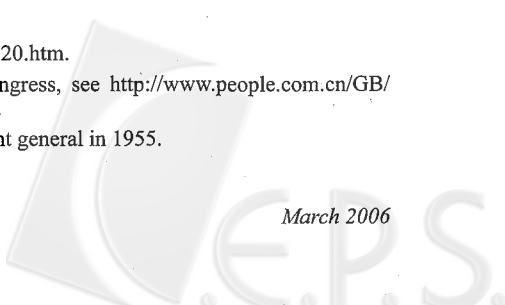 20.htm.
ngress, see http://www.people.com.cn/GB/
nt general in 1955.
March 2006
C.E.P.S.